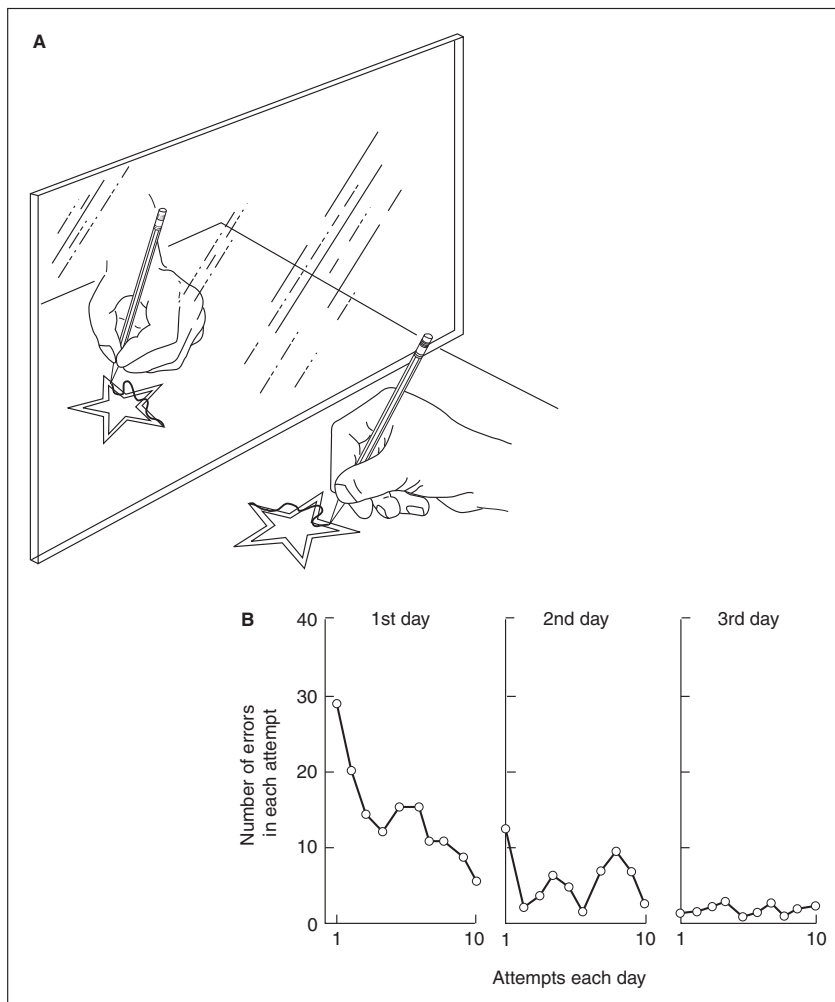 A
B
1st day
2nd day
3rd day
40
30
20
10
0
Number of errors
in each attempt
1
10
1
10
1
10
Attempts each day